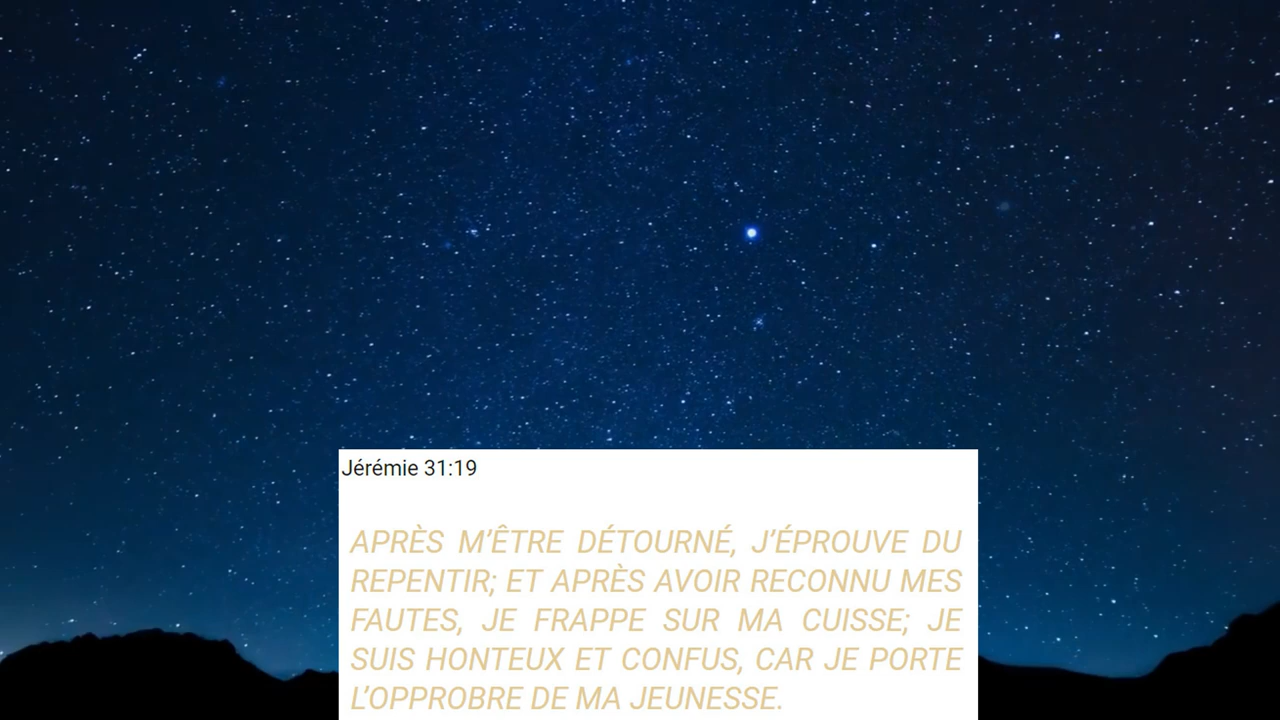 Jérémie 31:19
APRÈS M’ÊTRE DÉTOURNÉ, J’ÉPROUVE DU
REPENTIR; ET APRÈS AVOIR RECONNU MES
FAUTES, JE FRAPPE SUR MA CUISSE; JE
SUIS HONTEUX ET CONFUS, CAR JE PORTE
L’OPPROBRE DE MA JEUNESSE.